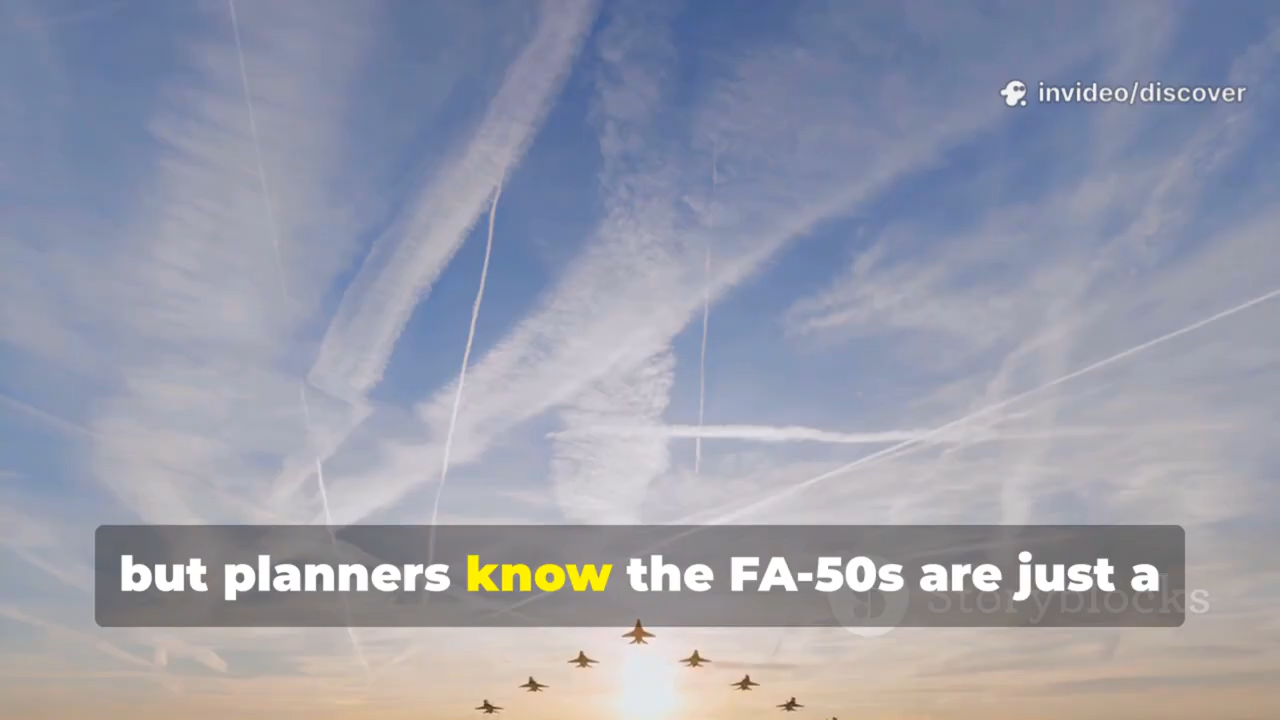 invideo/discover
but planners know the FA-50s are just a
Storyblocks